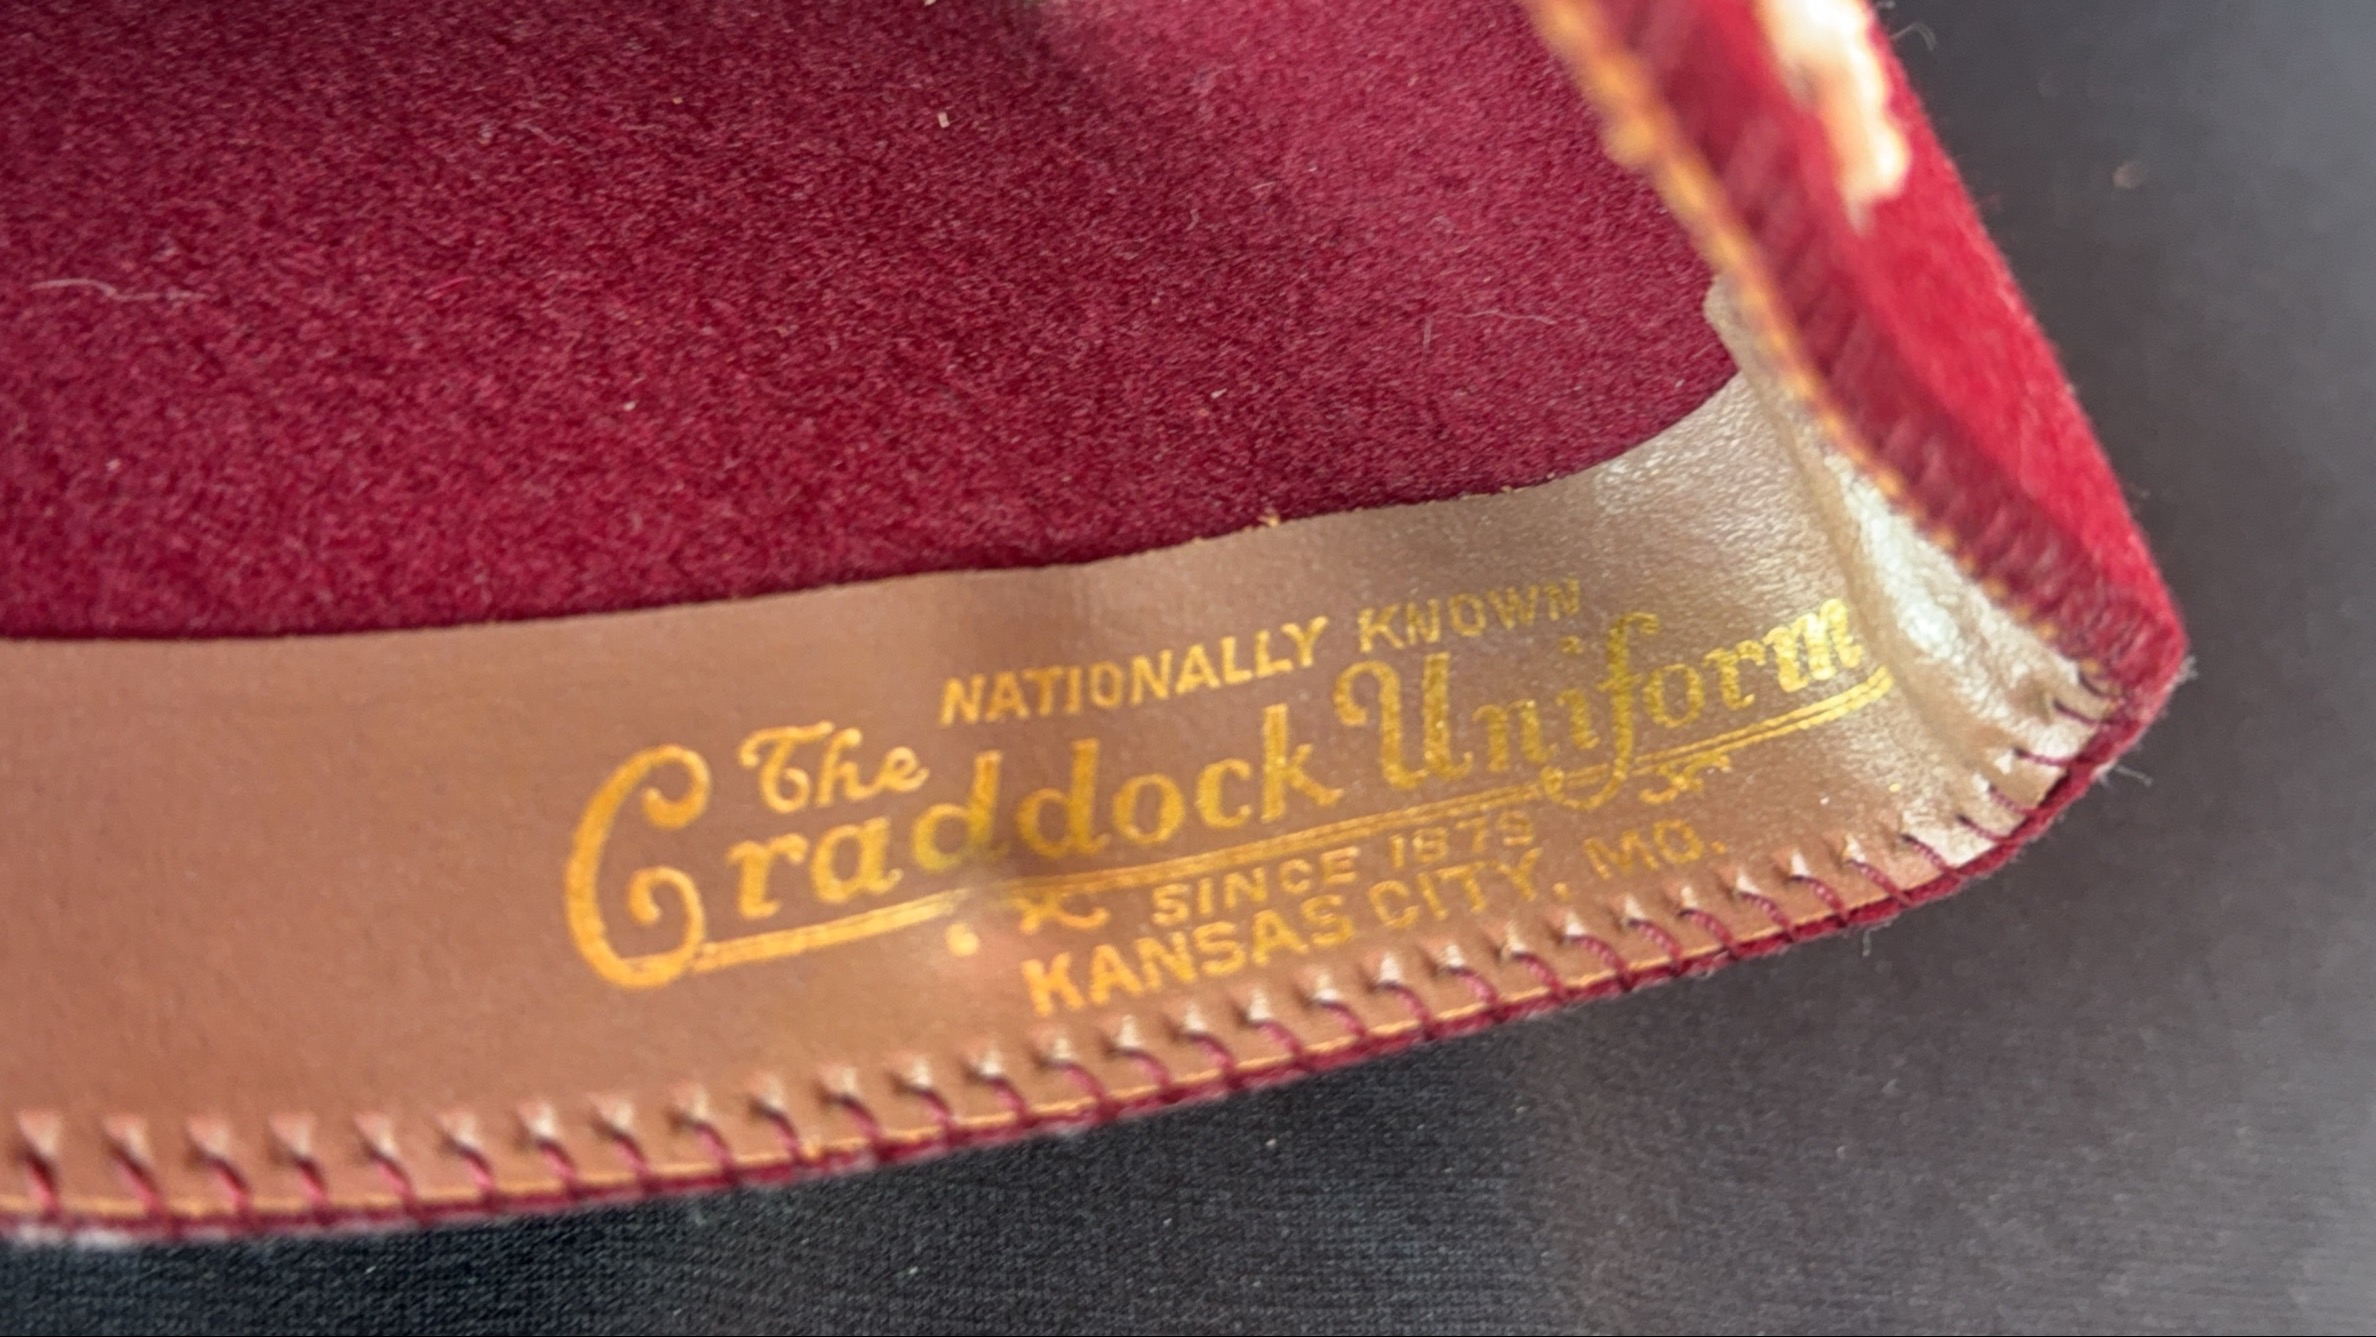 NATIONALLY KNOWN
The
Craddock Uniform
SINCE 1879
KANSAS CITY, MO.